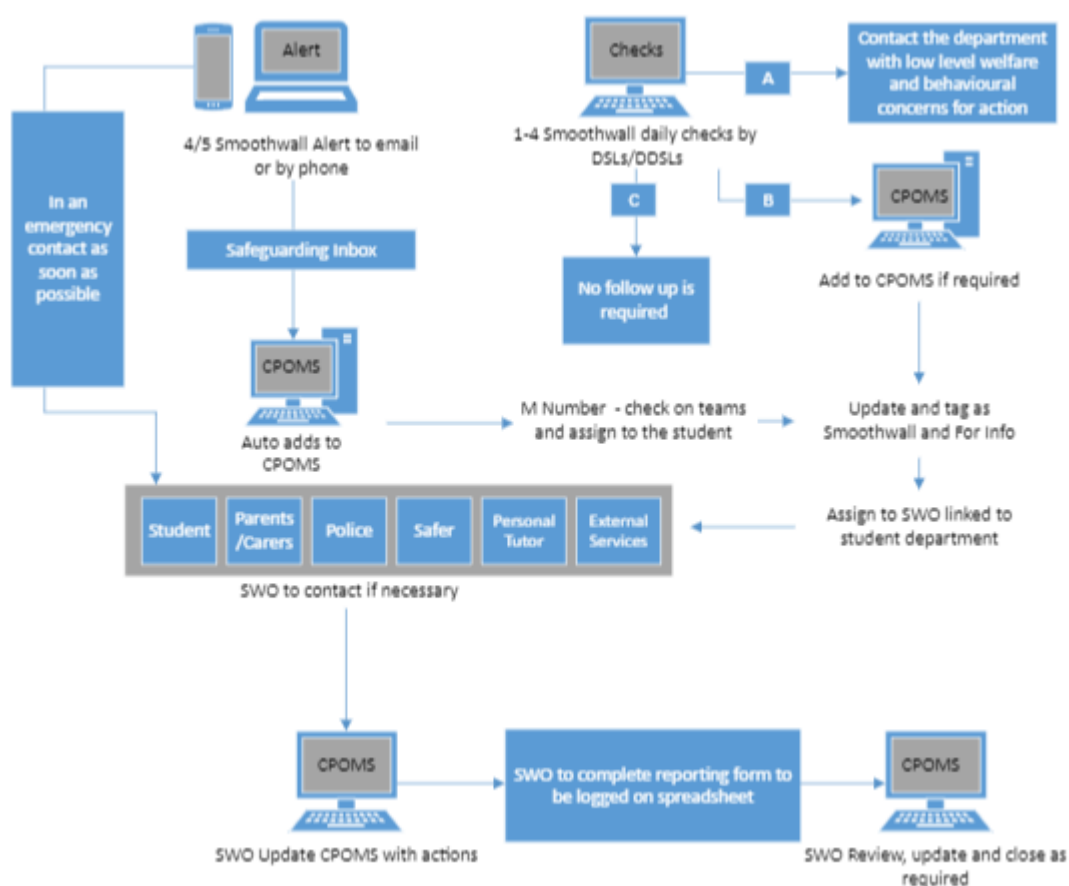 Alert
4/5 Smoothwall Alert to email
or by phone
In an
emergency
contact as
soon as
possible
Safeguarding Inbox
CPOMS
Auto adds to
CPOMS
Checks
1-4 Smoothwall daily checks by
DSLs/DDSLs
A
Contact the department
with low level welfare
and behavioural
concerns for action
B
CPOMS
Add to CPOMS if required
C
No follow up is
required
M Number - check on teams
and assign to the student
Update and tag as
Smoothwall and For Info
Assign to SWO linked to
student department
Student
Parents
/Carers
Police
Safer
Personal
Tutor
External
Services
SWO to contact if necessary
CPOMS
SWO Update CPOMS with actions
SWO to complete reporting form to
be logged on spreadsheet
CPOMS
SWO Review, update and close as
required